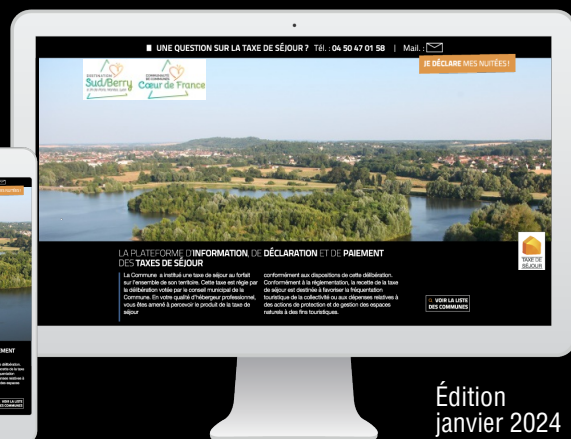 UNE QUESTION SUR LA TAXE DE SÉJOUR ? Tél. : 04 50 47 01 58 | Mail. :
JE DÉCLARE MES NUITÉES !
DESTINATION
Sud/Berry
COMMUNAUTÉ
DE COMMUNES
Cœur de France
LA PLATEFORME D'INFORMATION, DE DÉCLARATION ET DE PAIEMENT
DES TAXES DE SÉJOUR
La Commune a institué une taxe de séjour au forfait
sur l'ensemble de son territoire. Cette taxe est régie par
la délibération votée par le conseil municipal de la
Commune. En votre qualité d'hébergeur professionnel,
vous êtes amené à percevoir le produit de la taxe de
séjour
conformément aux dispositions de cette délibération.
Conformément à la réglementation, la recette de la taxe
de séjour est destinée à favoriser la fréquentation
touristique de la collectivité ou aux dépenses relatives à
des actions de protection et de gestion des espaces
naturels à des fins touristiques.
TAXE DE
SÉJOUR
VOIR LA LISTE
DES COMMUNES
VOIR LA LISTE
DES COMMUNES
Édition
janvier 2024